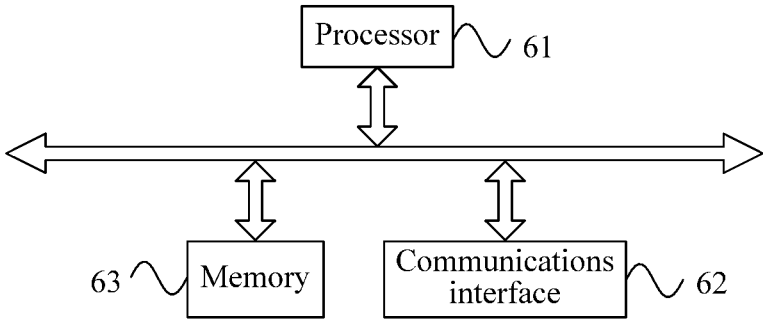 Processor
61
63
Memory
Communications
interface
62